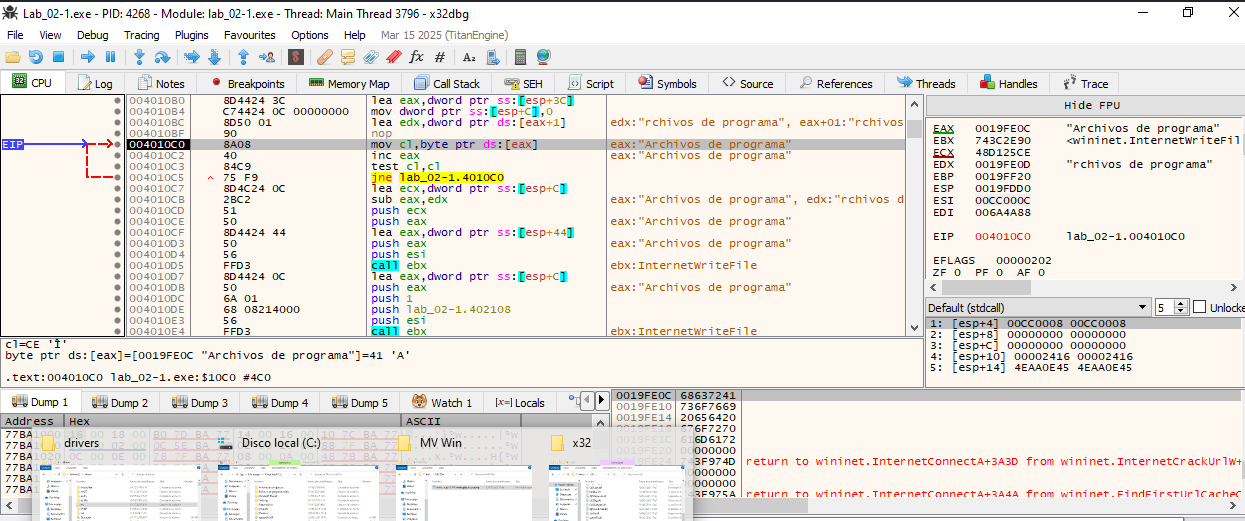 Lab_02-1.exe - PID: 4268 - Module: lab_02-1.exe - Thread: Main Thread 3796 - x32dbg
File View Debug Tracing Plugins Favourites Options Help Mar 15 2025 (TitanEngine)
CPU Log Notes Breakpoints Memory Map Call Stack SEH Script Symbols Source References Threads Handles Trace
004010B0 8D4424 3C lea eax,dword ptr ss:[esp+3C]
004010B4 C74424 0C 00000000 mov dword ptr ss:[esp+C],0
004010BC 8D50 01 lea edx,dword ptr ds:[eax+1] edx:"rchivos de programa", eax+01:"rchivos
004010BF 90 nop
EIP 004010C0 8A08 mov cl,byte ptr ds:[eax] eax:"Archivos de programa"
004010C2 40 inc eax eax:"Archivos de programa"
004010C3 84C9 test cl,cl
004010C5 75 F9 jne lab_02-1.4010C0
004010C7 8D4C24 0C lea ecx,dword ptr ss:[esp+C]
004010CB 2BC2 sub eax,edx eax:"Archivos de programa", edx:"rchivos d
004010CD 51 push ecx
004010CE 50 push eax eax:"Archivos de programa"
004010CF 8D4424 44 lea eax,dword ptr ss:[esp+44]
004010D3 50 push eax eax:"Archivos de programa"
004010D4 56 push esi
004010D5 FFD3 call ebx ebx:InternetWriteFile
004010D7 8D4424 0C lea eax,dword ptr ss:[esp+C]
004010DB 50 push eax eax:"Archivos de programa"
004010DC 6A 01 push 1
004010DE 68 08214000 push lab_02-1.402108
004010E3 56 push esi
004010E4 FFD3 call ebx ebx:InternetWriteFile
Hide FPU
EAX 0019FE0C "Archivos de programa"
EBX 743C2E90 <wininet.InternetWriteFil
ECX 48D125CE
EDX 0019FE0D "rchivos de programa"
EBP 0019FF20
ESP 0019FDD0
ESI 00CC000C
EDI 006A4A88
EIP 004010C0 lab_02-1.004010C0
EFLAGS 00000202
ZF 0 PF 0 AF 0
Default (stdcall) 5 Unlocke
1: [esp+4] 00CC0008 00CC0008
2: [esp+8] 00000000 00000000
3: [esp+C] 00000000 00000000
4: [esp+10] 00002416 00002416
5: [esp+14] 4EAA0E45 4EAA0E45
cl=CE 'Î'
byte ptr ds:[eax]=[0019FE0C "Archivos de programa"]=41 'A'
.text:004010C0 lab_02-1.exe:$10C0 #4C0
Dump 1 Dump 2 Dump 3 Dump 4 Dump 5 Watch 1 Locals
Address Hex ASCII
0019FE0C 68637241
0019FE10 736F7669
0019FE14 20656420
return to wininet.InternetConnectA+3A3D from wininet.InternetCrackUrlW+
return to wininet.InternetConnectA+3A4A from wininet.FindFirstUrlCacheC
drivers Disco local (C:) MV Win x32